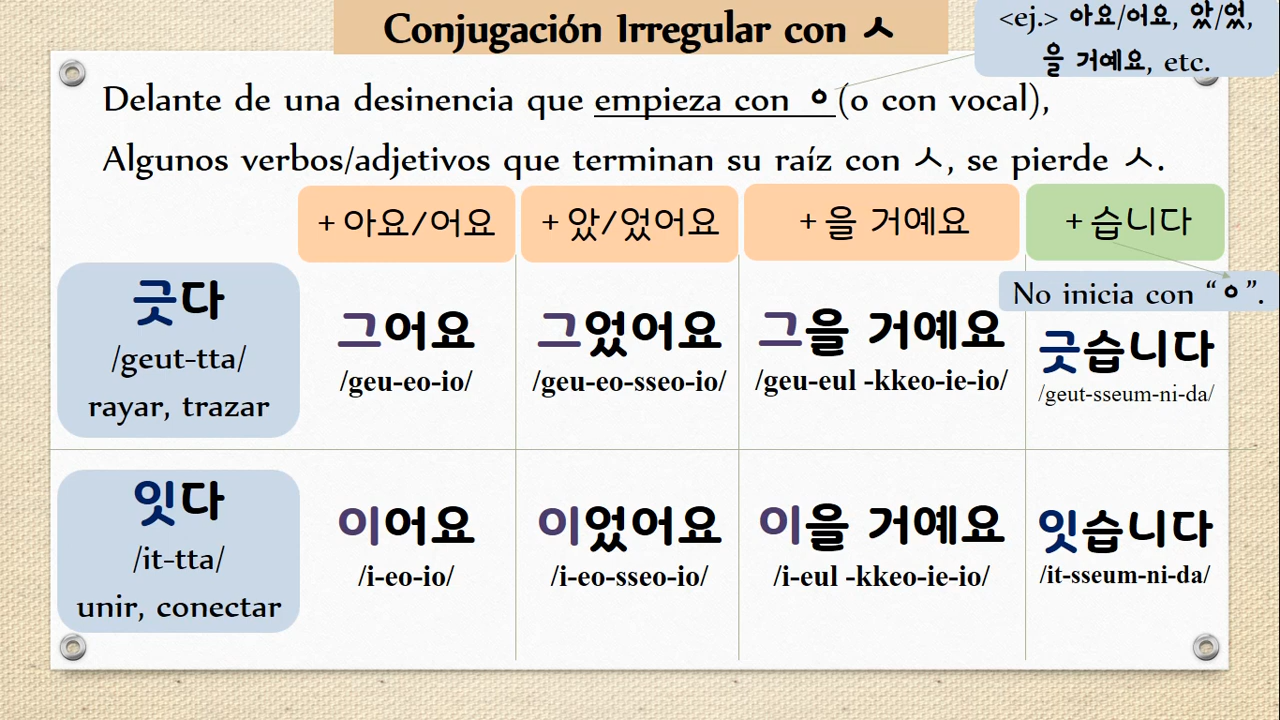 Conjugación Irregular con ㅅ
<ej.> 아요/어요, 았/었,
을 거예요, etc.
Delante de una desinencia que empieza con ㅇ(o con vocal),
Algunos verbos/adjetivos que terminan su raíz con ㅅ, se pierde ㅅ.
+ 아요/어요
+ 았/었어요
+ 을 거예요
+ 습니다
No inicia con “ㅇ”.
긋다
/geut-tta/
rayar, trazar
그어요
/geu-eo-io/
그었어요
/geu-eo-sseo-io/
그을 거예요
/geu-eul -kkeo-ie-io/
긋습니다
/geut-sseum-ni-da/
잇다
/it-tta/
unir, conectar
이어요
/i-eo-io/
이었어요
/i-eo-sseo-io/
이을 거예요
/i-eul -kkeo-ie-io/
잇습니다
/it-sseum-ni-da/